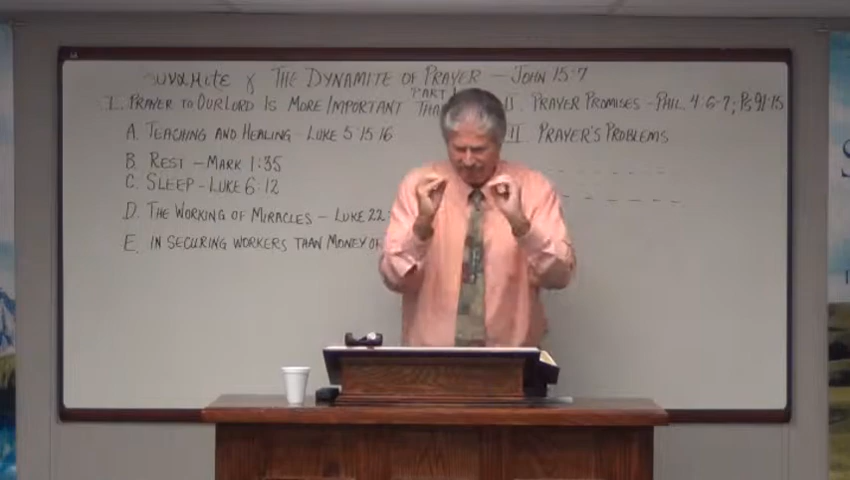 THE DYNAMITE OF PRAYER - JOHN 15:7
PART 1
I. PRAYER TO OUR LORD IS MORE IMPORTANT THAN
A. TEACHING AND HEALING - LUKE 5:15-16
B. REST - MARK 1:35
C. SLEEP - LUKE 6:12
D. THE WORKING OF MIRACLES - LUKE 22:
E. IN SECURING WORKERS THAN MONEY OR
II. PRAYER PROMISES - PHIL. 4:6-7; PS 91:15
III PRAYER'S PROBLEMS